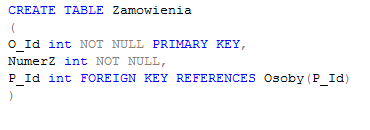 CREATE TABLE Zamowienia
(
O_Id int NOT NULL PRIMARY KEY,
NumerZ int NOT NULL,
P_Id int FOREIGN KEY REFERENCES Osoby(P_Id)
)